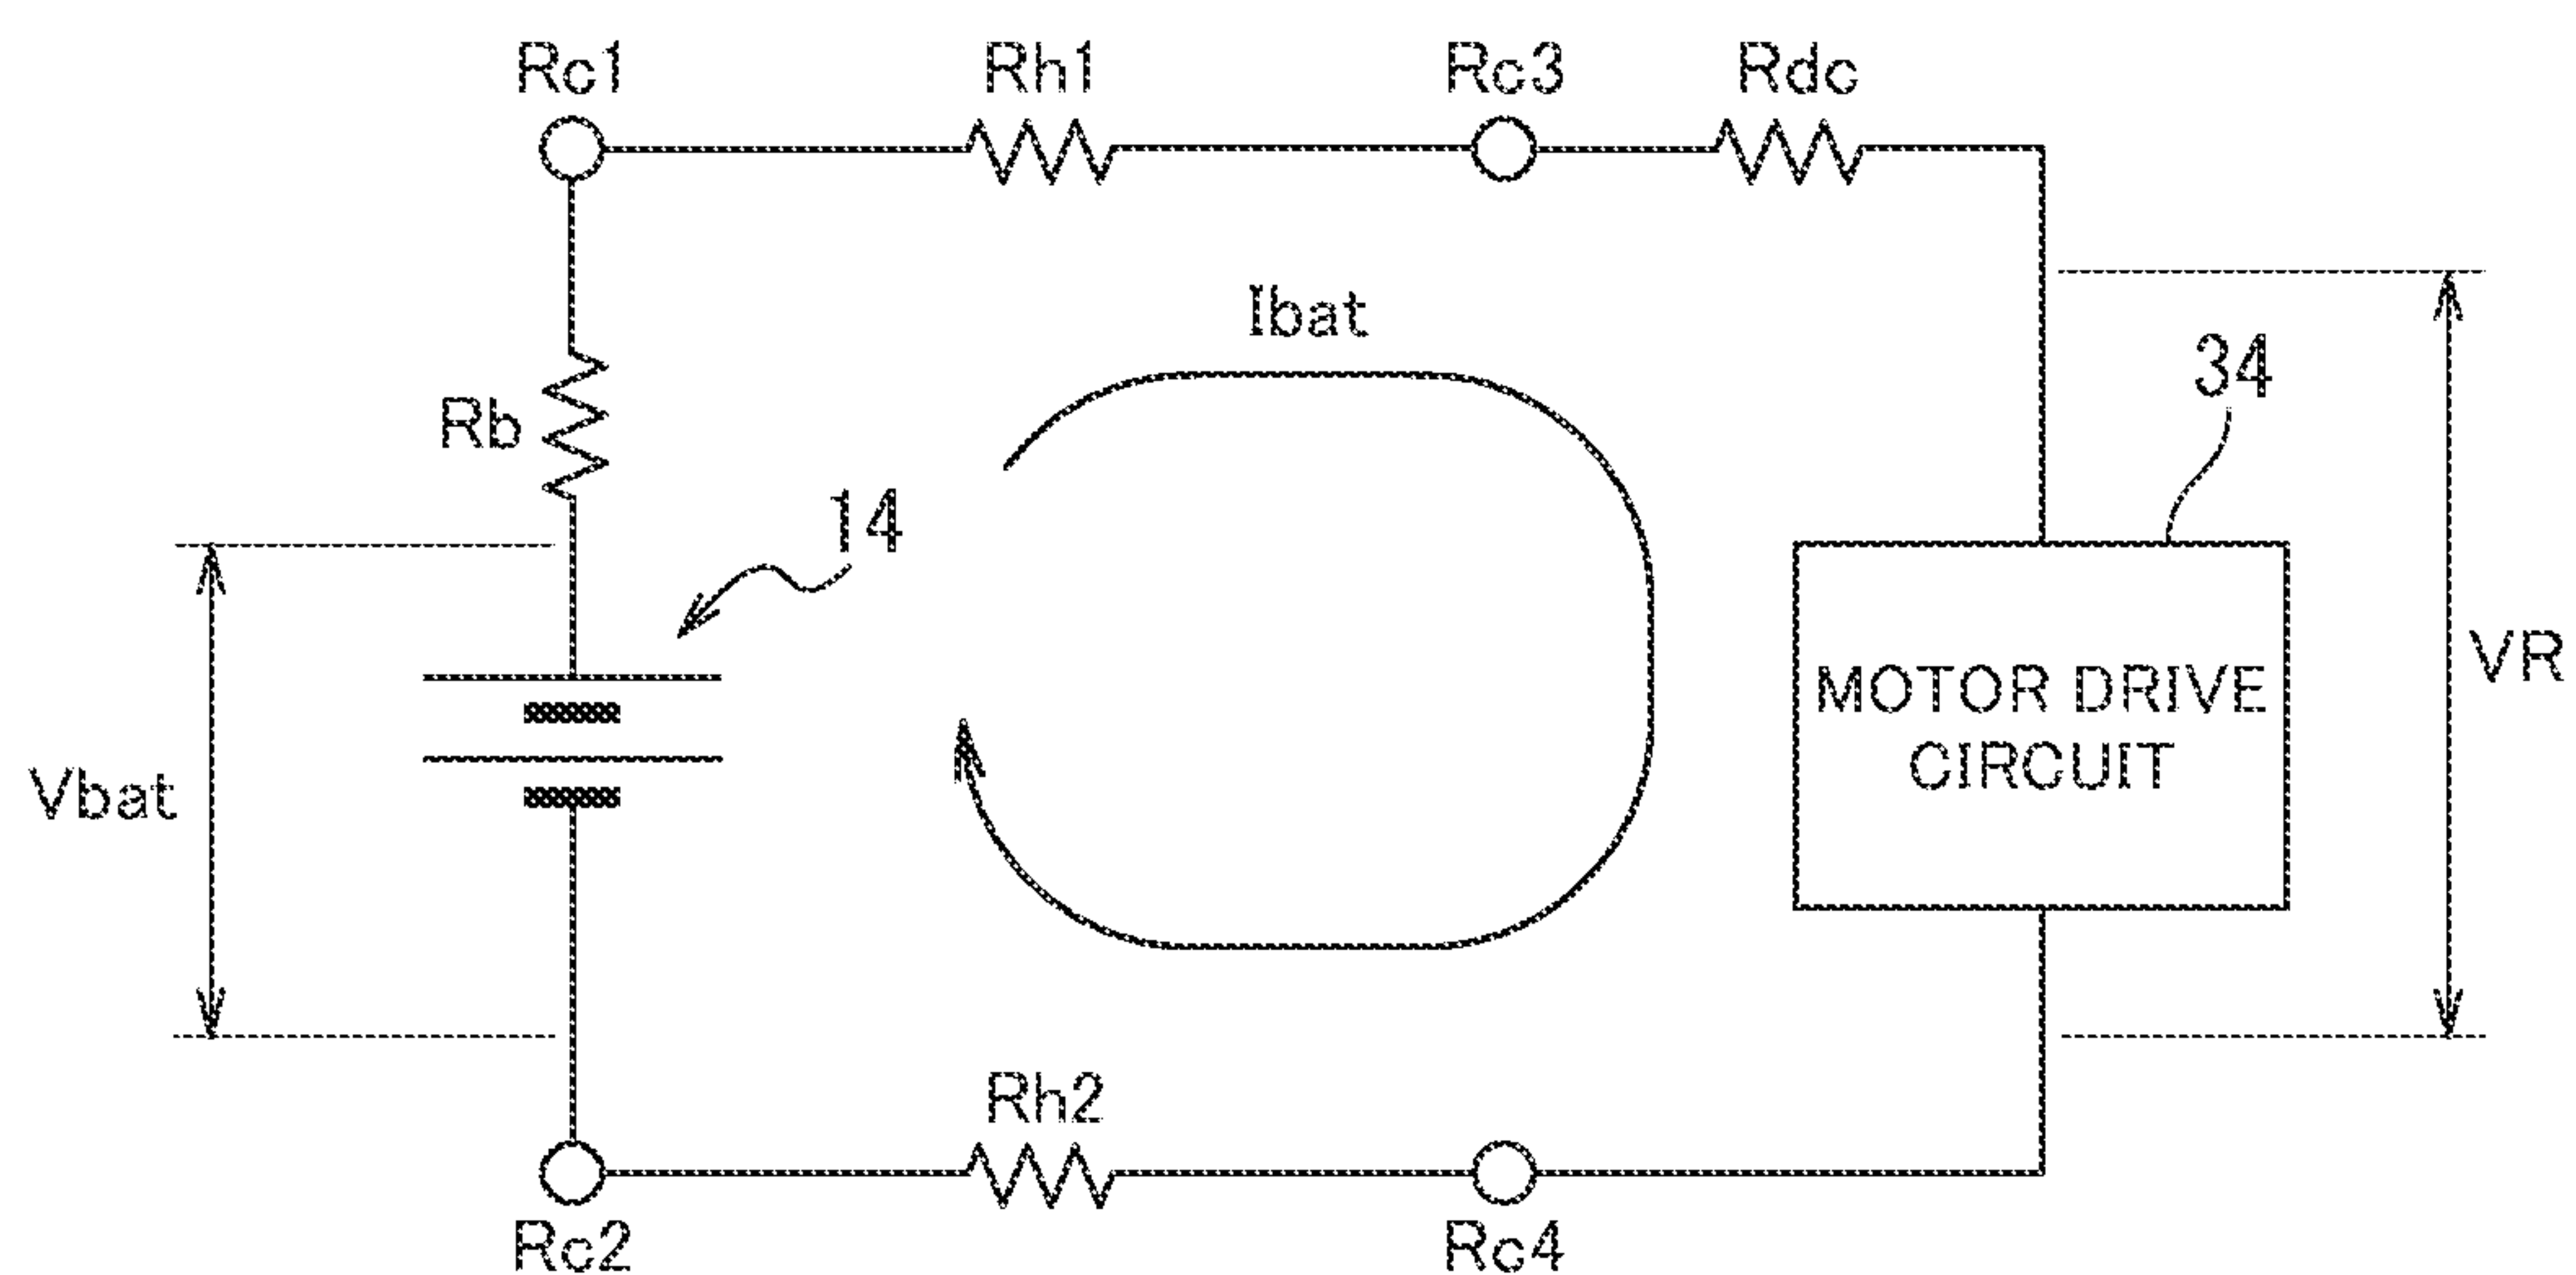 Rc1
Rh1
Rc3
Rdc
Ibat
34
Rb
14
VR
MOTOR DRIVE
CIRCUIT
Vbat
Rh2
Rc2
Rc4